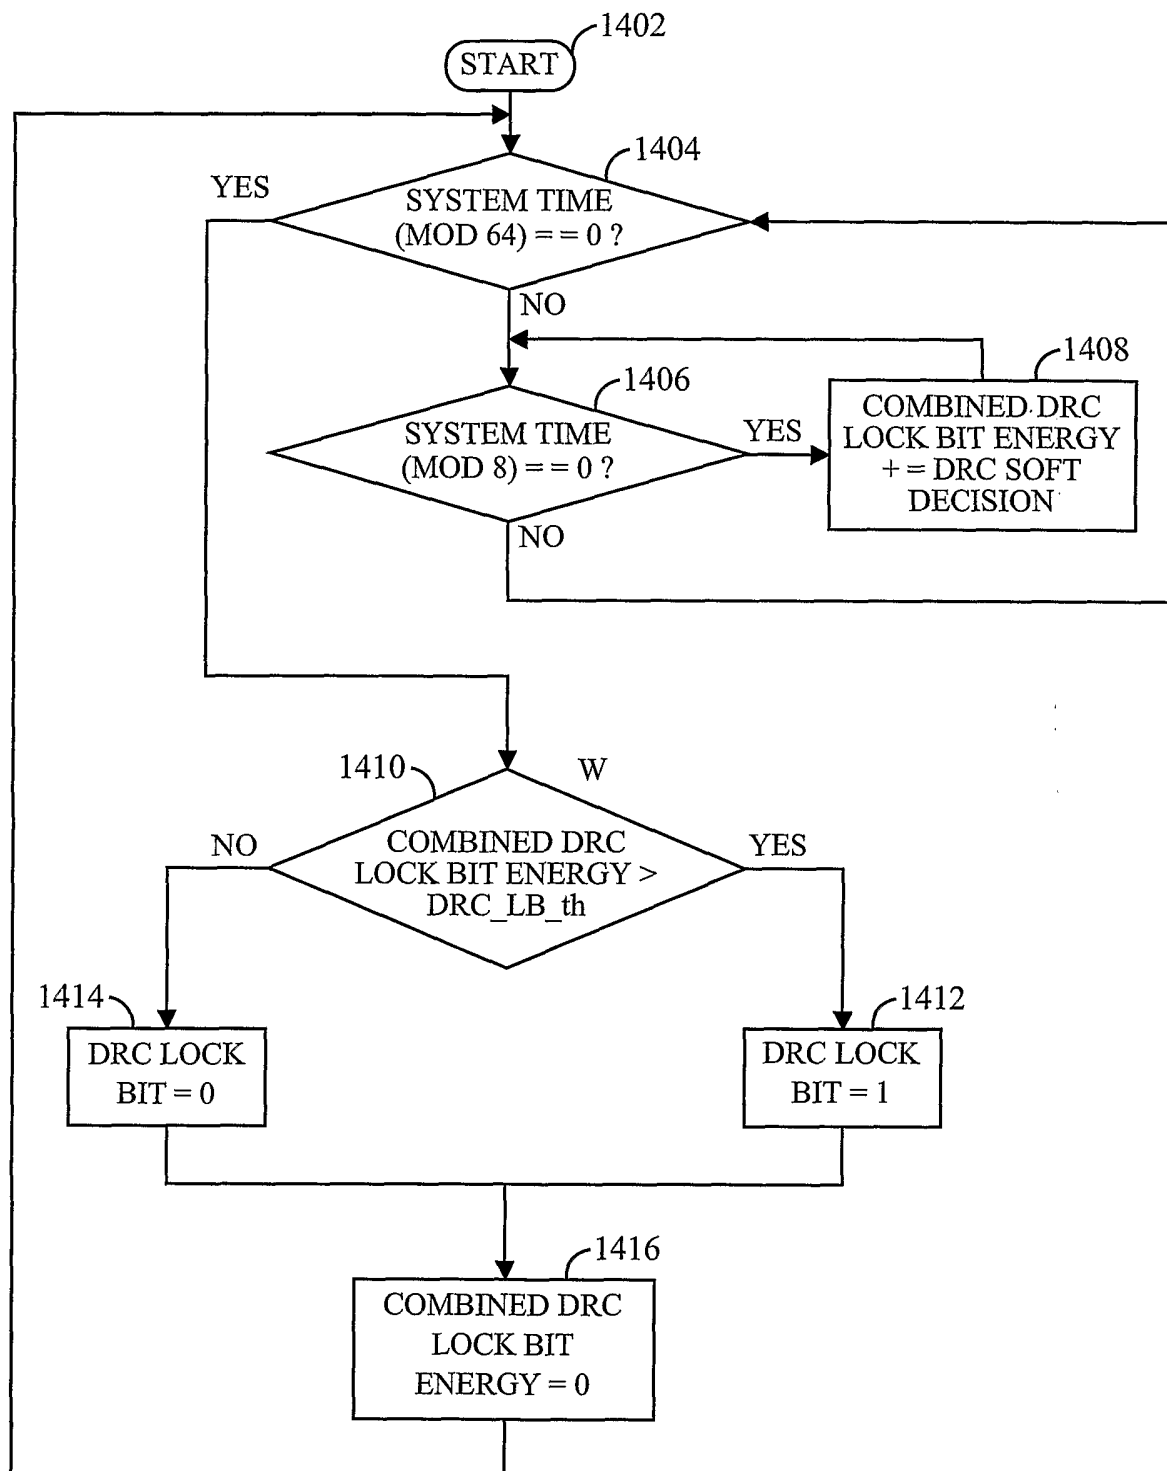 1402
START
1404
YES
SYSTEM TIME
(MOD 64) = = 0 ?
NO
1408
1406
COMBINED DRC
LOCK BIT ENERGY
+ = DRC SOFT
DECISION
SYSTEM TIME
(MOD 8) = = 0 ?
YES
NO
1410
W
NO
COMBINED DRC
LOCK BIT ENERGY >
DRC_LB_th
YES
1414
1412
DRC LOCK
BIT = 0
DRC LOCK
BIT = 1
1416
COMBINED DRC
LOCK BIT
ENERGY = 0